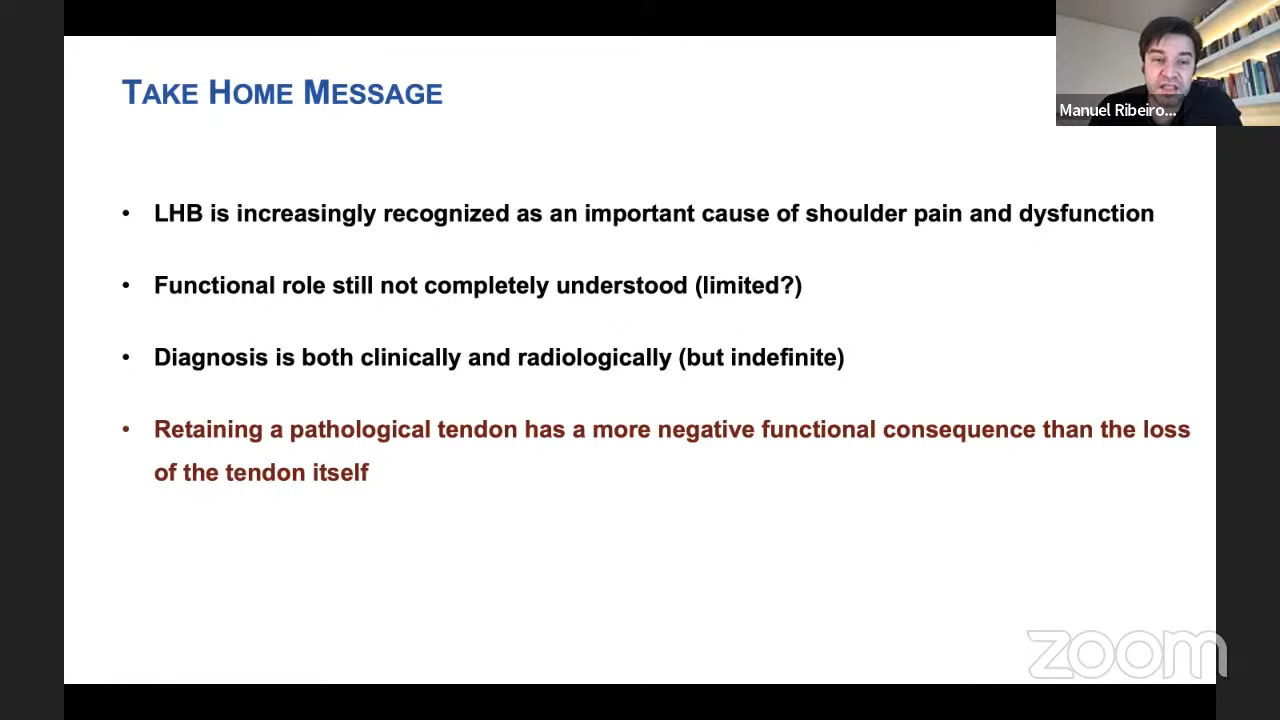 TAKE HOME MESSAGE
Manuel Ribeiro...
• LHB is increasingly recognized as an important cause of shoulder pain and dysfunction
• Functional role still not completely understood (limited?)
• Diagnosis is both clinically and radiologically (but indefinite)
• Retaining a pathological tendon has a more negative functional consequence than the loss
of the tendon itself
zoom